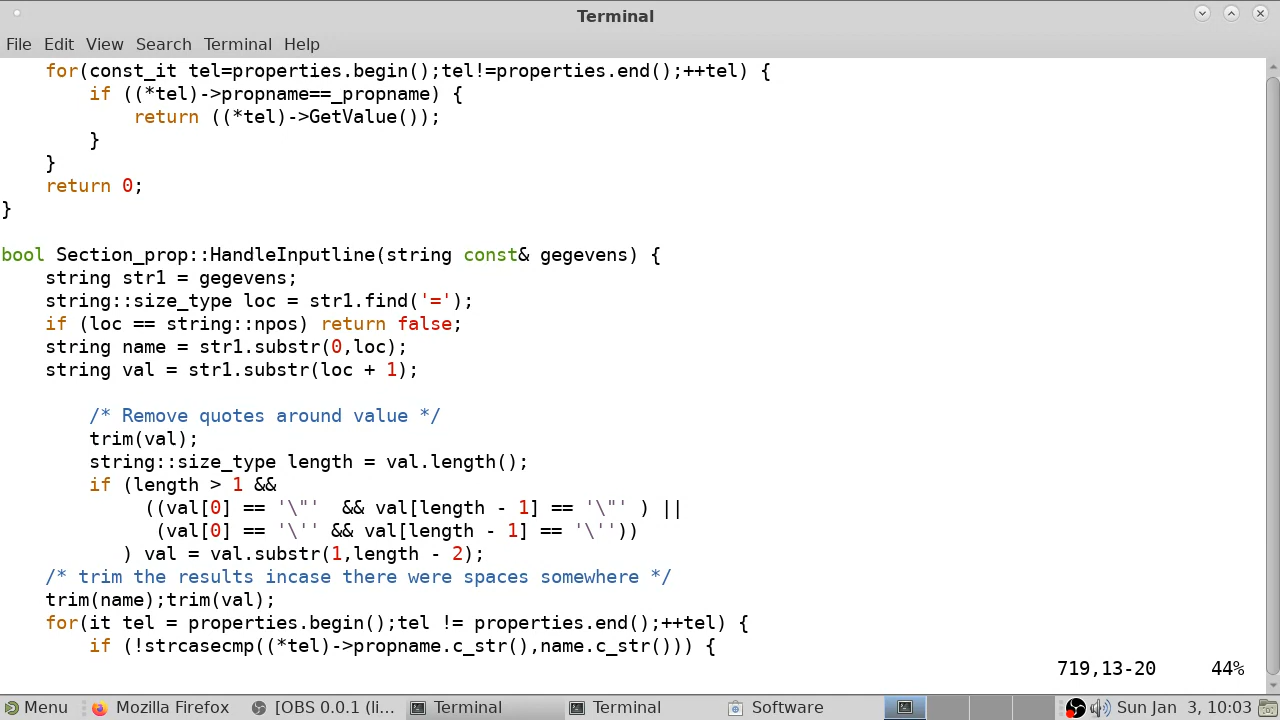 Terminal
File Edit View Search Terminal Help
for(const_it tel=properties.begin();tel!=properties.end();++tel) {
if ((*tel)->propname==_propname) {
return ((*tel)->GetValue());
}
}
return 0;
}
bool Section_prop::HandleInputline(string const& gegevens) {
string str1 = gegevens;
string::size_type loc = str1.find('=');
if (loc == string::npos) return false;
string name = str1.substr(0,loc);
string val = str1.substr(loc + 1);
/* Remove quotes around value */
trim(val);
string::size_type length = val.length();
if (length > 1 &&
((val[0] == '\"'  && val[length - 1] == '\"' ) ||
(val[0] == '\'' && val[length - 1] == '\''))
) val = val.substr(1,length - 2);
/* trim the results incase there were spaces somewhere */
trim(name);trim(val);
for(it tel = properties.begin();tel != properties.end();++tel) {
if (!strcasecmp((*tel)->propname.c_str(),name.c_str())) {
719,13-20 44%
Menu Mozilla Firefox [OBS 0.0.1 (li... Terminal Terminal Software Sun Jan 3, 10:03